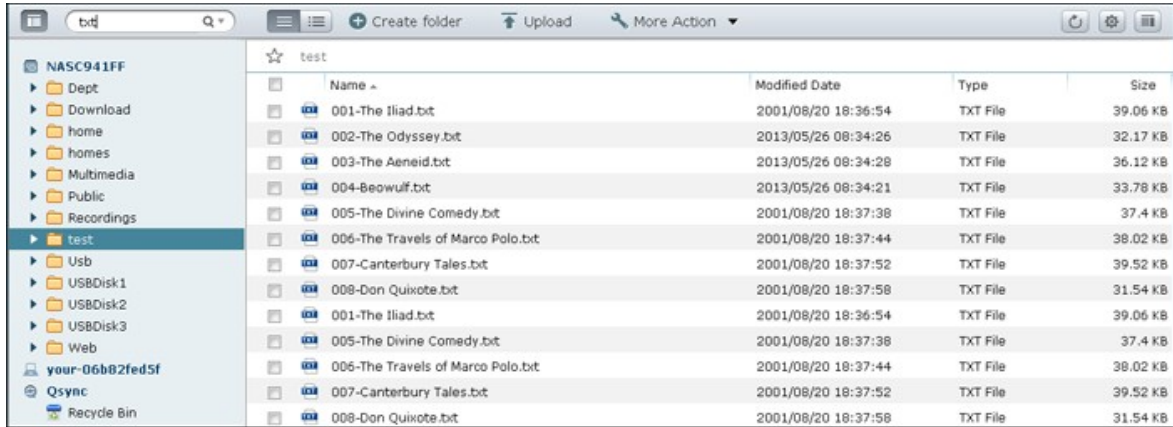 txt
Create folder Upload More Action
NASC941FF
Dept
Download
home
homes
Multimedia
Public
Recordings
test
Usb
USBDisk1
USBDisk2
USBDisk3
Web
your-06b82fed5f
Qsync
Recycle Bin
test
Name Modified Date Type Size
001-The Iliad.txt 2001/08/20 18:36:54 TXT File 39.06 KB
002-The Odyssey.txt 2013/05/26 08:34:26 TXT File 32.17 KB
003-The Aeneid.txt 2013/05/26 08:34:28 TXT File 36.12 KB
004-Beowulf.txt 2013/05/26 08:34:21 TXT File 33.78 KB
005-The Divine Comedy.txt 2001/08/20 18:37:38 TXT File 37.4 KB
006-The Travels of Marco Polo.txt 2001/08/20 18:37:44 TXT File 38.02 KB
007-Canterbury Tales.txt 2001/08/20 18:37:52 TXT File 39.52 KB
008-Don Quixote.txt 2001/08/20 18:37:58 TXT File 31.54 KB
001-The Iliad.txt 2001/08/20 18:36:54 TXT File 39.06 KB
005-The Divine Comedy.txt 2001/08/20 18:37:38 TXT File 37.4 KB
006-The Travels of Marco Polo.txt 2001/08/20 18:37:44 TXT File 38.02 KB
007-Canterbury Tales.txt 2001/08/20 18:37:52 TXT File 39.52 KB
008-Don Quixote.txt 2001/08/20 18:37:58 TXT File 31.54 KB